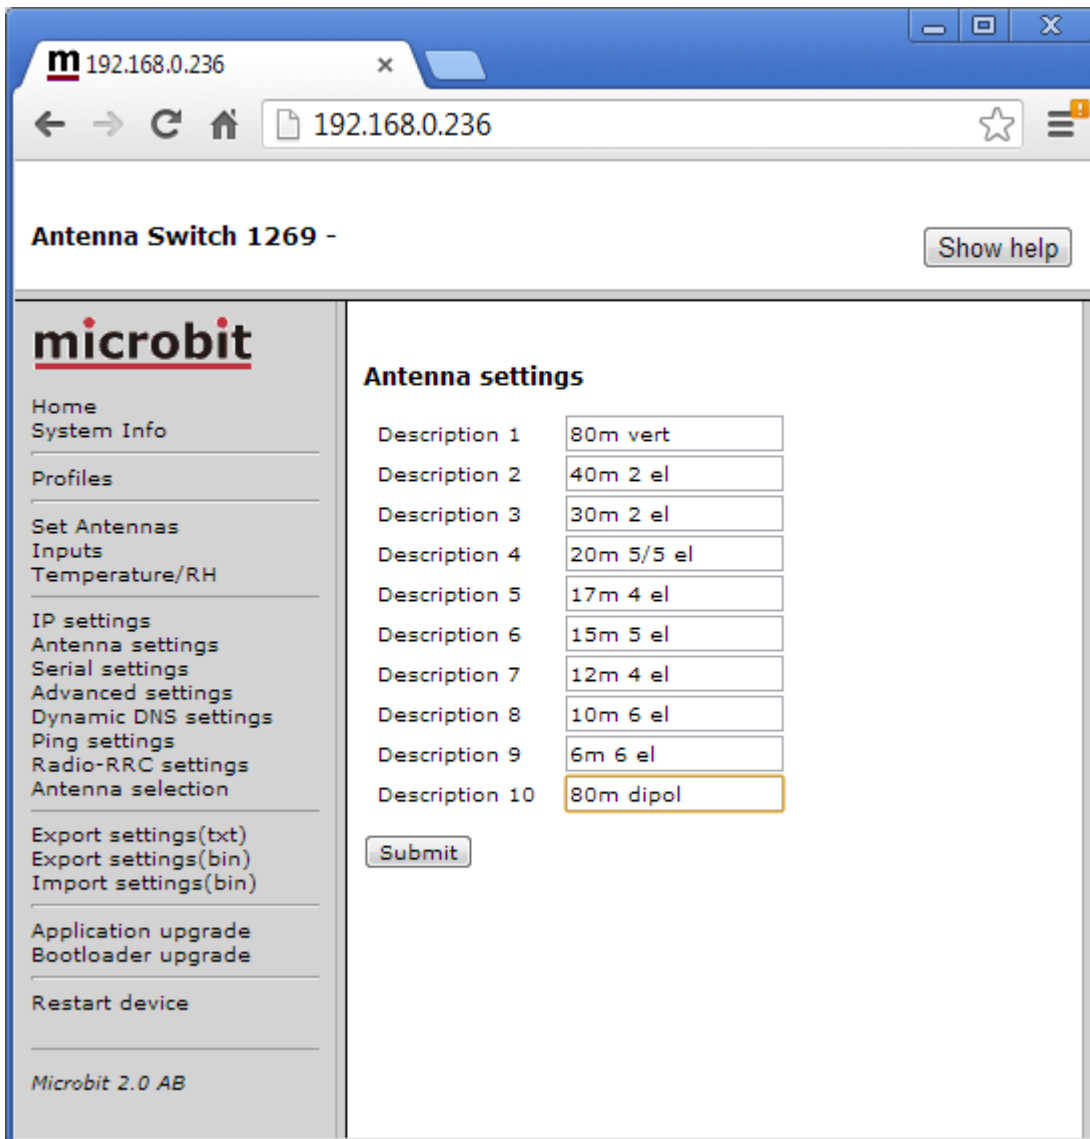 m 192.168.0.236
192.168.0.236
Antenna Switch 1269 -
Show help
microbit
Home
System Info
Profiles
Set Antennas
Inputs
Temperature/RH
IP settings
Antenna settings
Serial settings
Advanced settings
Dynamic DNS settings
Ping settings
Radio-RRC settings
Antenna selection
Export settings(txt)
Export settings(bin)
Import settings(bin)
Application upgrade
Bootloader upgrade
Restart device
Microbit 2.0 AB
Antenna settings
Description 1 80m vert
Description 2 40m 2 el
Description 3 30m 2 el
Description 4 20m 5/5 el
Description 5 17m 4 el
Description 6 15m 5 el
Description 7 12m 4 el
Description 8 10m 6 el
Description 9 6m 6 el
Description 10 80m dipol
Submit